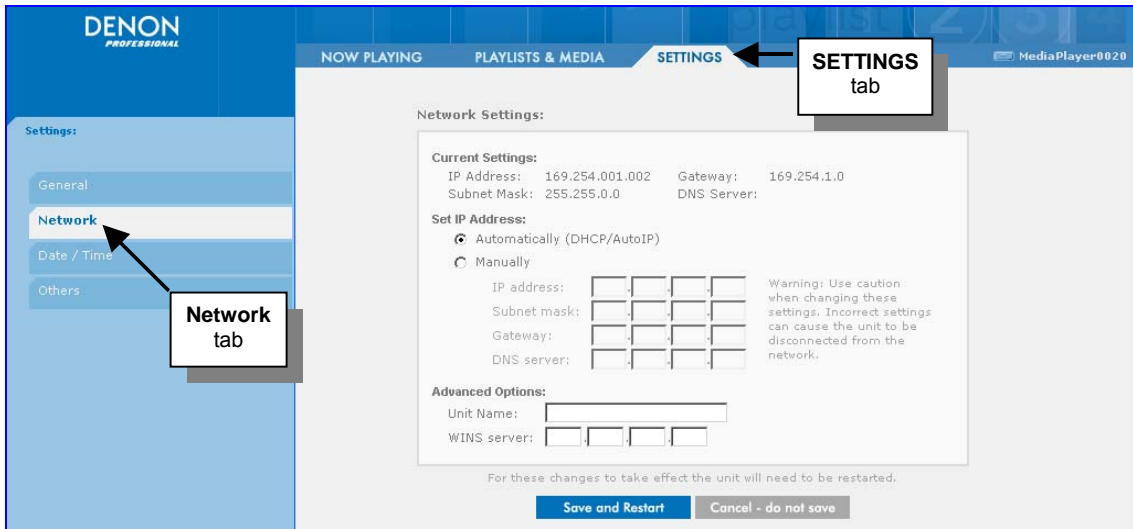 DENON
PROFESSIONAL
playlist 2 3 4
NOW PLAYING PLAYLISTS & MEDIA SETTINGS
MediaPlayer0020
SETTINGS
tab
Settings:
General
Network
Date / Time
Others
Network
tab
Network Settings:
Current Settings:
IP Address: 169.254.001.002 Gateway: 169.254.1.0
Subnet Mask: 255.255.0.0 DNS Server:
Set IP Address:
Automatically (DHCP/AutoIP)
Manually
IP address: . . .
Subnet mask: . . .
Gateway: . . .
DNS server: . . .
Warning: Use caution
when changing these
settings. Incorrect settings
can cause the unit to be
disconnected from the
network.
Advanced Options:
Unit Name:
WINS server: . . .
For these changes to take effect the unit will need to be restarted.
Save and Restart Cancel - do not save